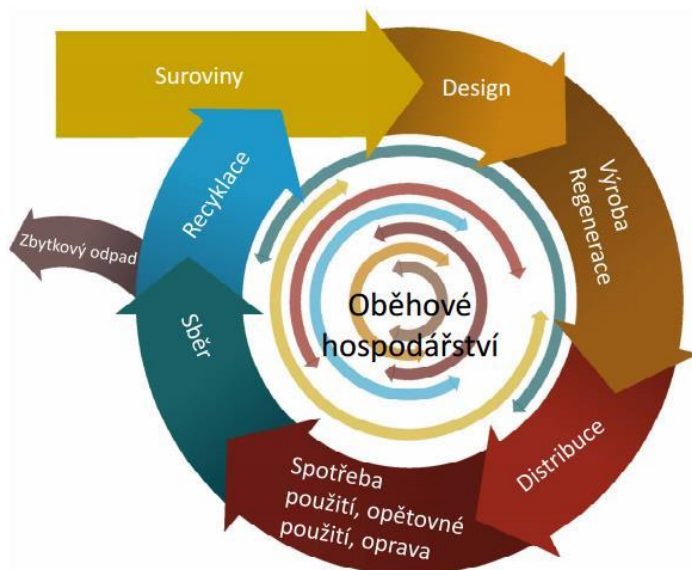 Suroviny
Design
Výroba
Regenerace
Distribuce
Spotřeba
použití, opětovné
použití, oprava
Sběr
Recyklace
Zbytkový odpad
Oběhové
hospodářství